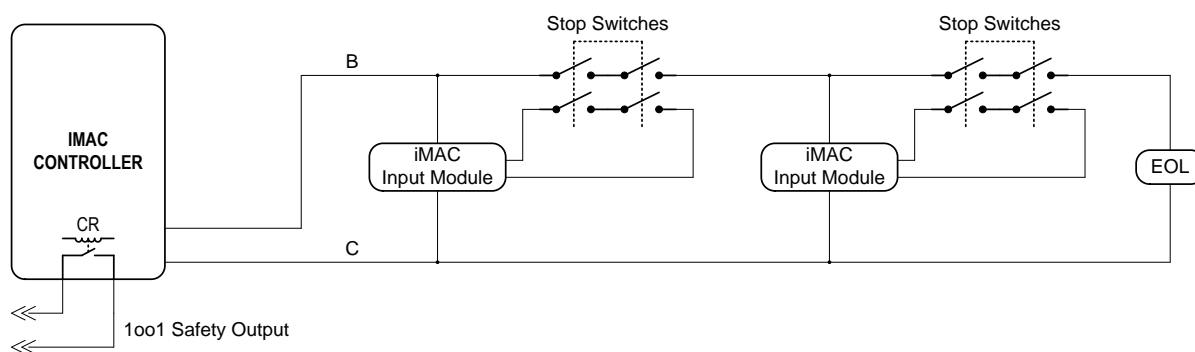 Stop Switches
Stop Switches
B
IMAC
CONTROLLER
iMAC
Input Module
iMAC
Input Module
EOL
CR
C
1oo1 Safety Output